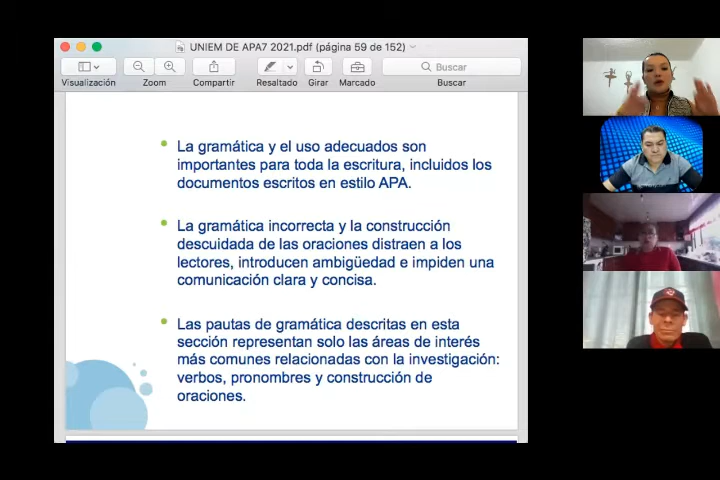 UNIEM DE APA7 2021.pdf (página 59 de 152)
Buscar
Visualización Zoom Compartir Resaltado Girar Marcado Buscar
La gramática y el uso adecuados son
importantes para toda la escritura, incluidos los
documentos escritos en estilo APA.
La gramática incorrecta y la construcción
descuidada de las oraciones distraen a los
lectores, introducen ambigüedad e impiden una
comunicación clara y concisa.
Las pautas de gramática descritas en esta
sección representan solo las áreas de interés
más comunes relacionadas con la investigación:
verbos, pronombres y construcción de
oraciones.